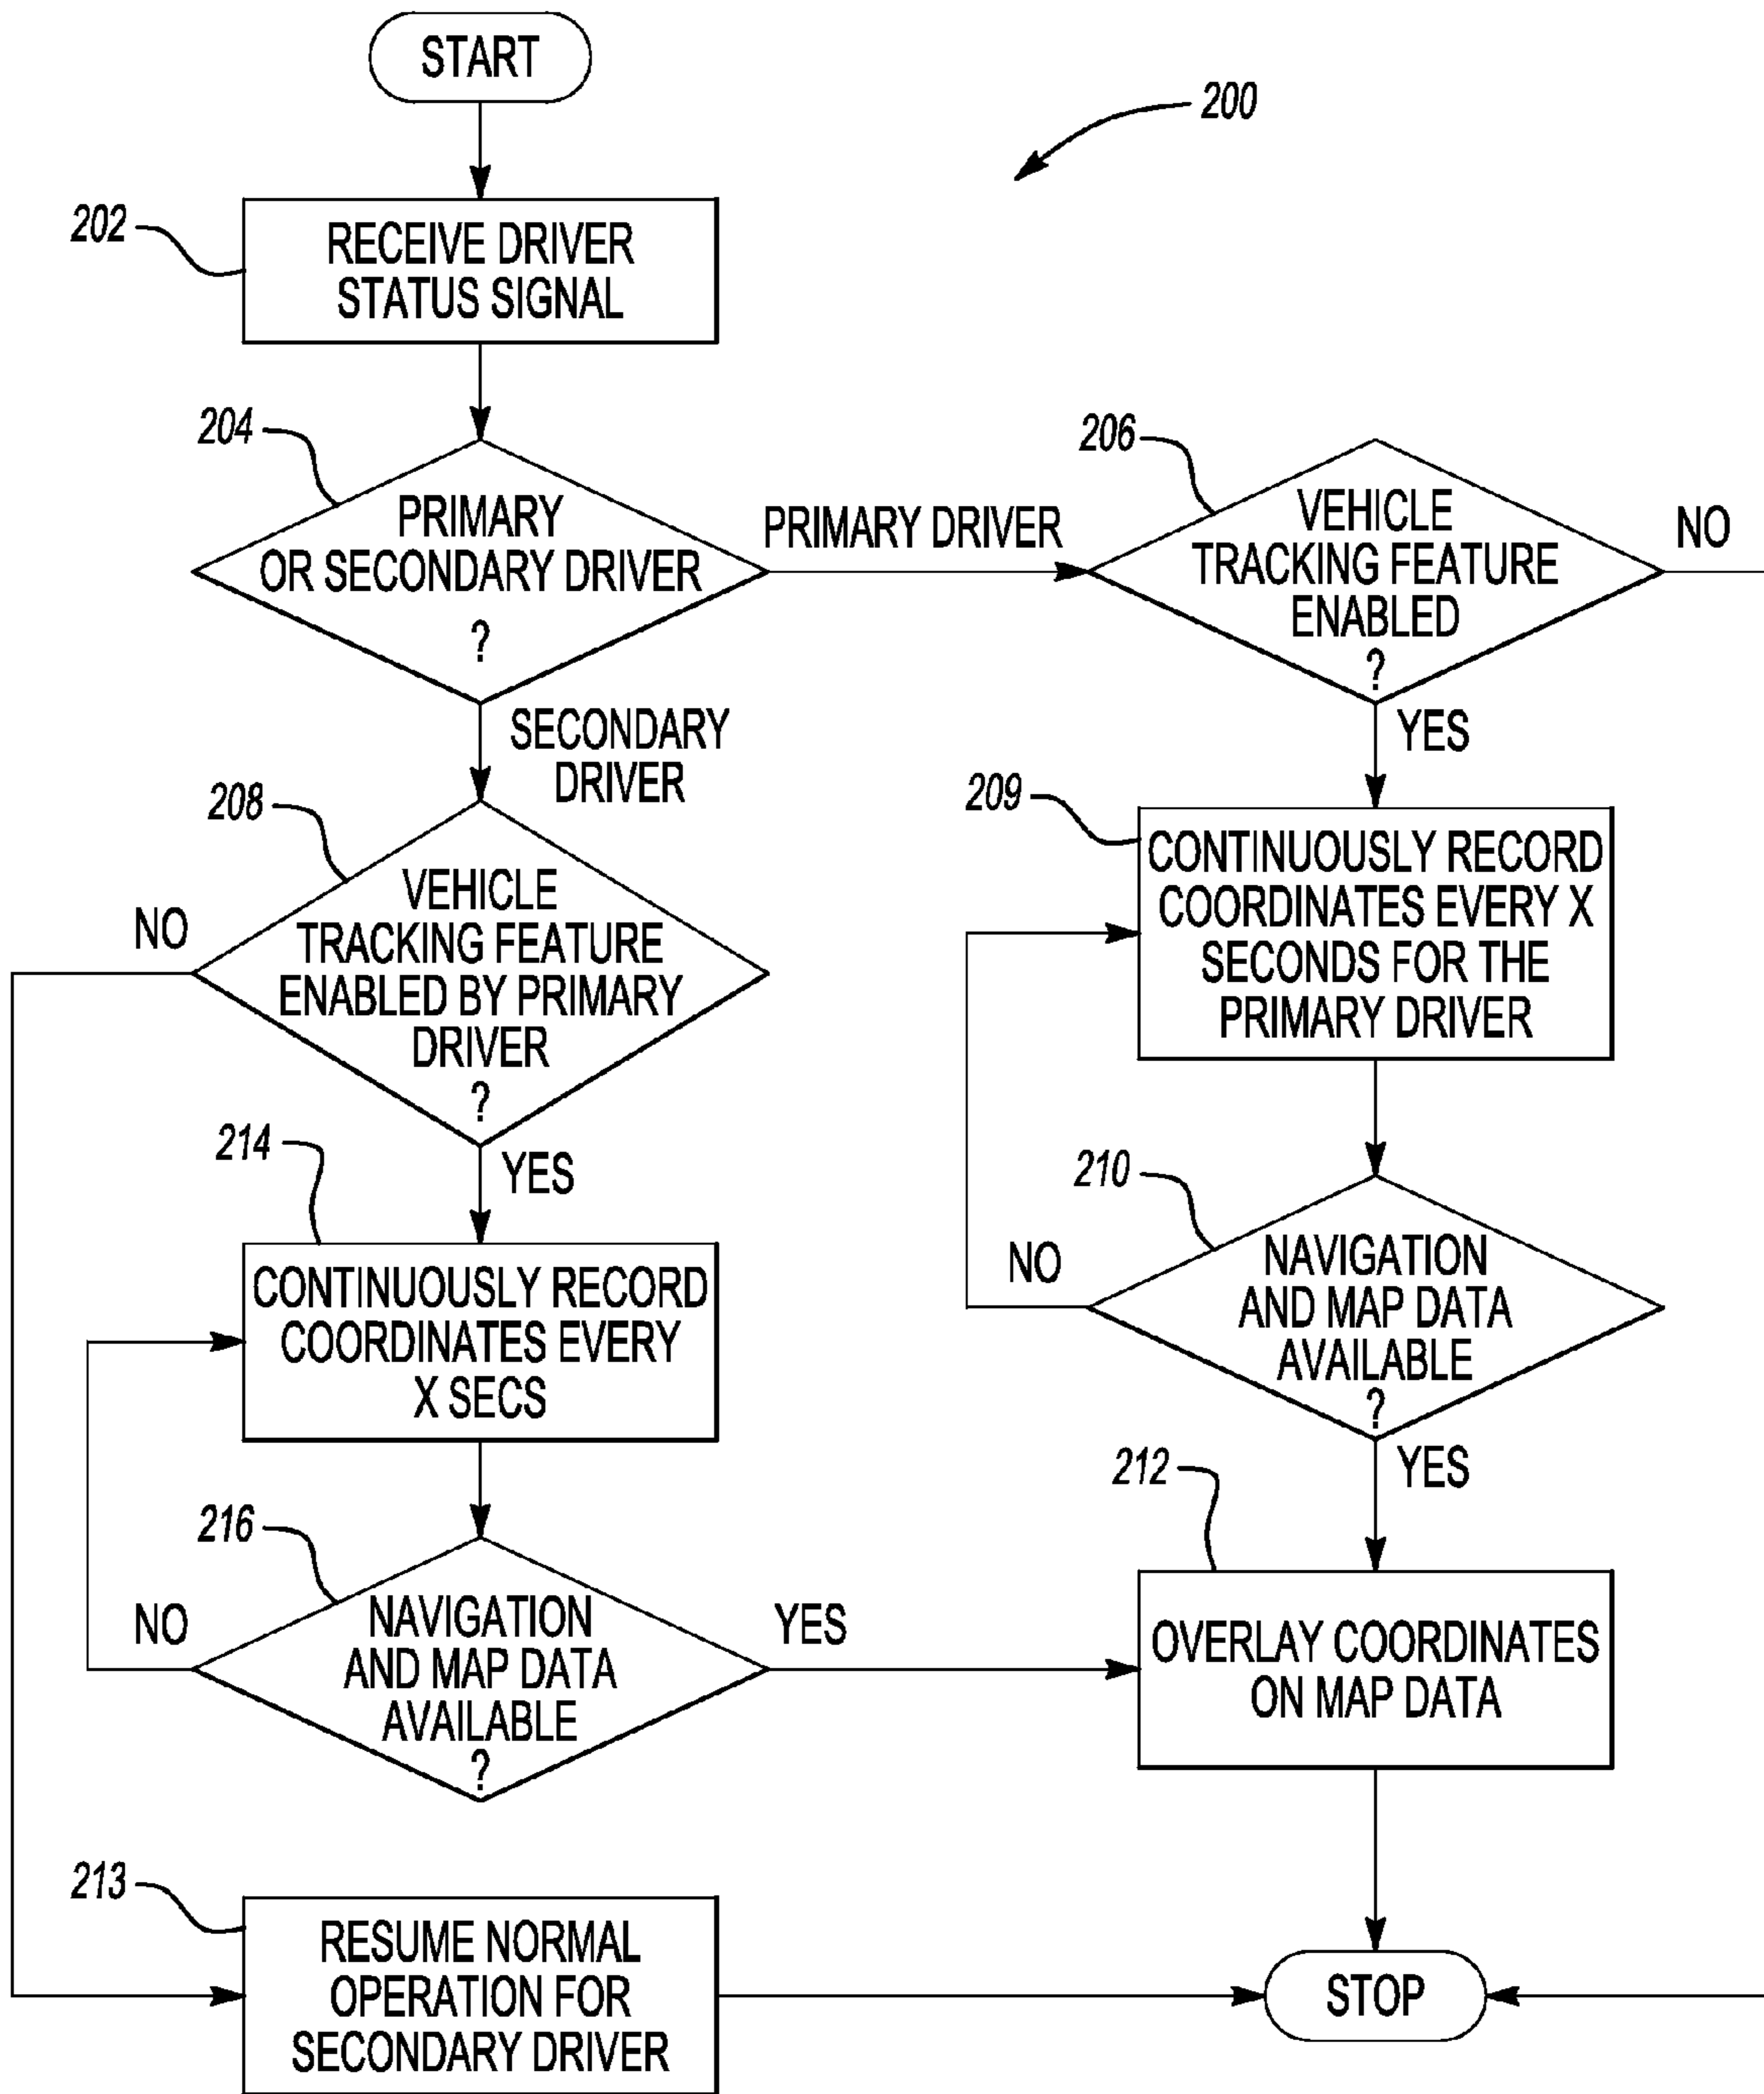 START
200
202
RECEIVE DRIVER
STATUS SIGNAL
204
PRIMARY
OR SECONDARY DRIVER
?
PRIMARY DRIVER
206
VEHICLE
TRACKING FEATURE
ENABLED
?
NO
YES
SECONDARY
DRIVER
208
VEHICLE
TRACKING FEATURE
ENABLED BY PRIMARY
DRIVER
?
NO
YES
209
CONTINUOUSLY RECORD
COORDINATES EVERY X
SECONDS FOR THE
PRIMARY DRIVER
210
NAVIGATION
AND MAP DATA
AVAILABLE
?
NO
YES
214
CONTINUOUSLY RECORD
COORDINATES EVERY
X SECS
216
NAVIGATION
AND MAP DATA
AVAILABLE
?
NO
YES
212
OVERLAY COORDINATES
ON MAP DATA
213
RESUME NORMAL
OPERATION FOR
SECONDARY DRIVER
STOP